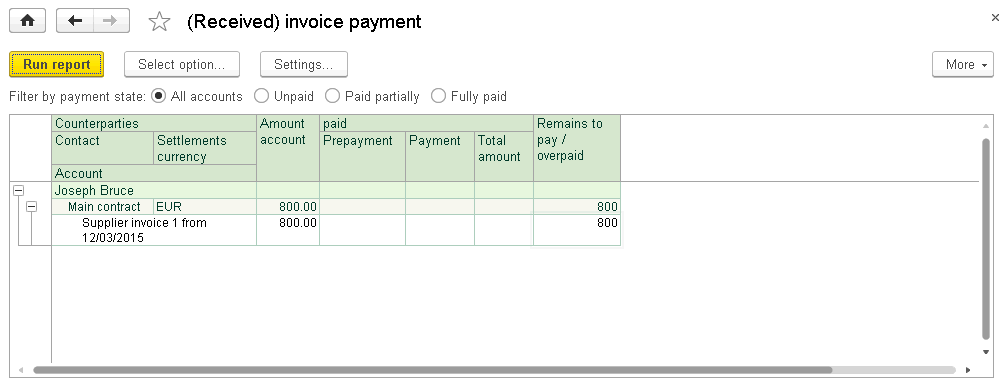 (Received) invoice payment
Run report
Select option...
Settings...
More
Filter by payment state: All accounts Unpaid Paid partially Fully paid
Counterparties Amount account paid Remains to pay / overpaid
Contact Settlements currency Prepayment Payment Total amount
Account
Joseph Bruce
Main contract EUR 800.00 800
Supplier invoice 1 from 800.00 800
12/03/2015